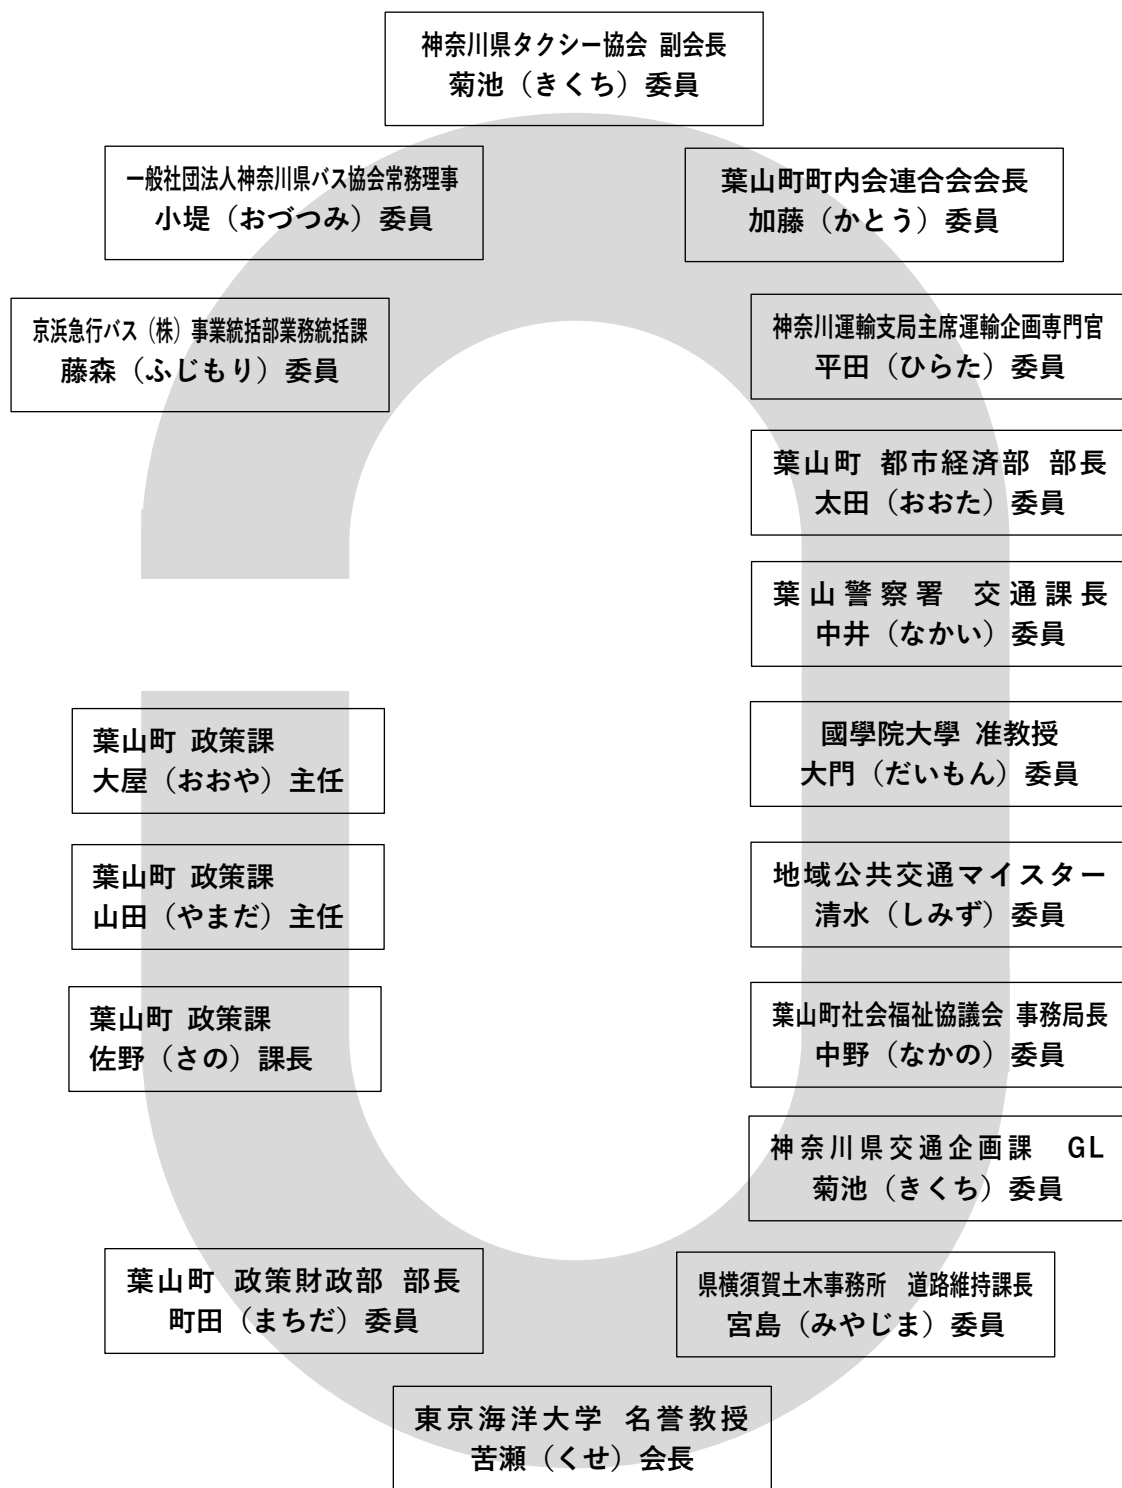 神奈川県タクシー協会 副会長
菊池（きくち）委員
一般社団法人神奈川県バス協会常務理事
小堤（おづつみ）委員
葉山町町内会連合会会長
加藤（かとう）委員
京浜急行バス（株）事業統括部業務統括課
藤森（ふじもり）委員
神奈川運輸支局主席運輸企画専門官
平田（ひらた）委員
葉山町 都市経済部 部長
太田（おおた）委員
葉山警察署 交通課長
中井（なかい）委員
葉山町 政策課
大屋（おおや）主任
國學院大學 准教授
大門（だいもん）委員
葉山町 政策課
山田（やまだ）主任
地域公共交通マイスター
清水（しみず）委員
葉山町 政策課
佐野（さの）課長
葉山町社会福祉協議会 事務局長
中野（なかの）委員
神奈川県交通企画課 GL
菊池（きくち）委員
葉山町 政策財政部 部長
町田（まちだ）委員
県横須賀土木事務所 道路維持課長
宮島（みやじま）委員
東京海洋大学 名誉教授
苦瀬（くせ）会長